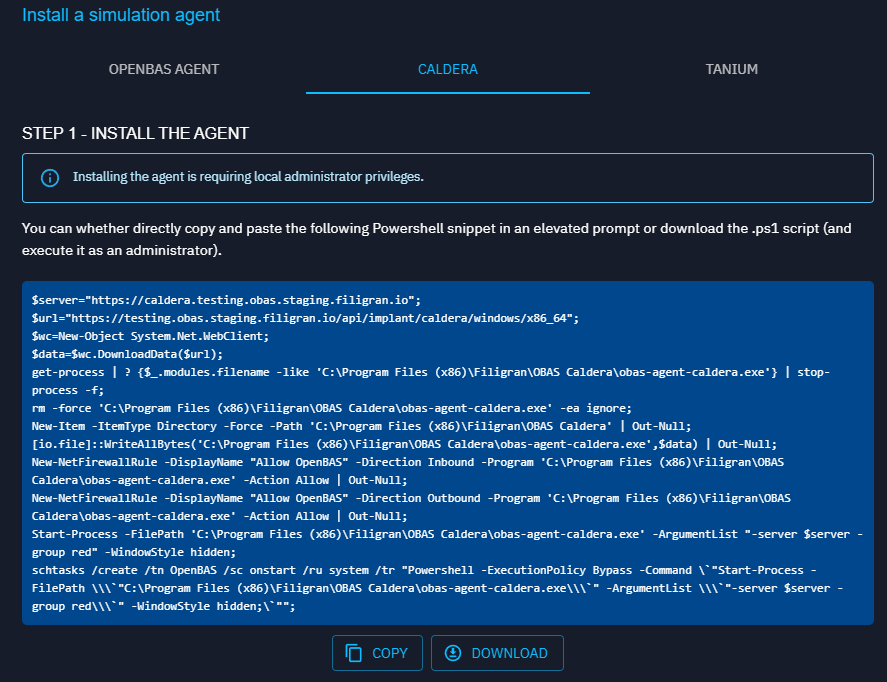 Install a simulation agent
OPENBAS AGENT
CALDERA
TANIUM
STEP 1 - INSTALL THE AGENT
Installing the agent is requiring local administrator privileges.
You can whether directly copy and paste the following Powershell snippet in an elevated prompt or download the .ps1 script (and
execute it as an administrator).
$server="https://caldera.testing.obas.staging.filigran.io";
$url="https://testing.obas.staging.filigran.io/api/implant/caldera/windows/x86_64";
$wc=New-Object System.Net.WebClient;
$data=$wc.DownloadData($url);
get-process | ? {$_.modules.filename -like 'C:\Program Files (x86)\Filigran\OBAS Caldera\obas-agent-caldera.exe'} | stop-
process -f;
rm -force 'C:\Program Files (x86)\Filigran\OBAS Caldera\obas-agent-caldera.exe' -ea ignore;
New-Item -ItemType Directory -Force -Path 'C:\Program Files (x86)\Filigran\OBAS Caldera' | Out-Null;
[io.file]::WriteAllBytes('C:\Program Files (x86)\Filigran\OBAS Caldera\obas-agent-caldera.exe',$data) | Out-Null;
New-NetFirewallRule -DisplayName "Allow OpenBAS" -Direction Inbound -Program 'C:\Program Files (x86)\Filigran\OBAS
Caldera\obas-agent-caldera.exe' -Action Allow | Out-Null;
New-NetFirewallRule -DisplayName "Allow OpenBAS" -Direction Outbound -Program 'C:\Program Files (x86)\Filigran\OBAS
Caldera\obas-agent-caldera.exe' -Action Allow | Out-Null;
Start-Process -FilePath 'C:\Program Files (x86)\Filigran\OBAS Caldera\obas-agent-caldera.exe' -ArgumentList "-server $server -
group red" -WindowStyle hidden;
schtasks /create /tn OpenBAS /sc onstart /ru system /tr "Powershell -ExecutionPolicy Bypass -Command \`"Start-Process -
FilePath \\\`"C:\Program Files (x86)\Filigran\OBAS Caldera\obas-agent-caldera.exe\\\`" -ArgumentList \\\`"-server $server -
group red\\\`" -WindowStyle hidden;\`"";
COPY
DOWNLOAD